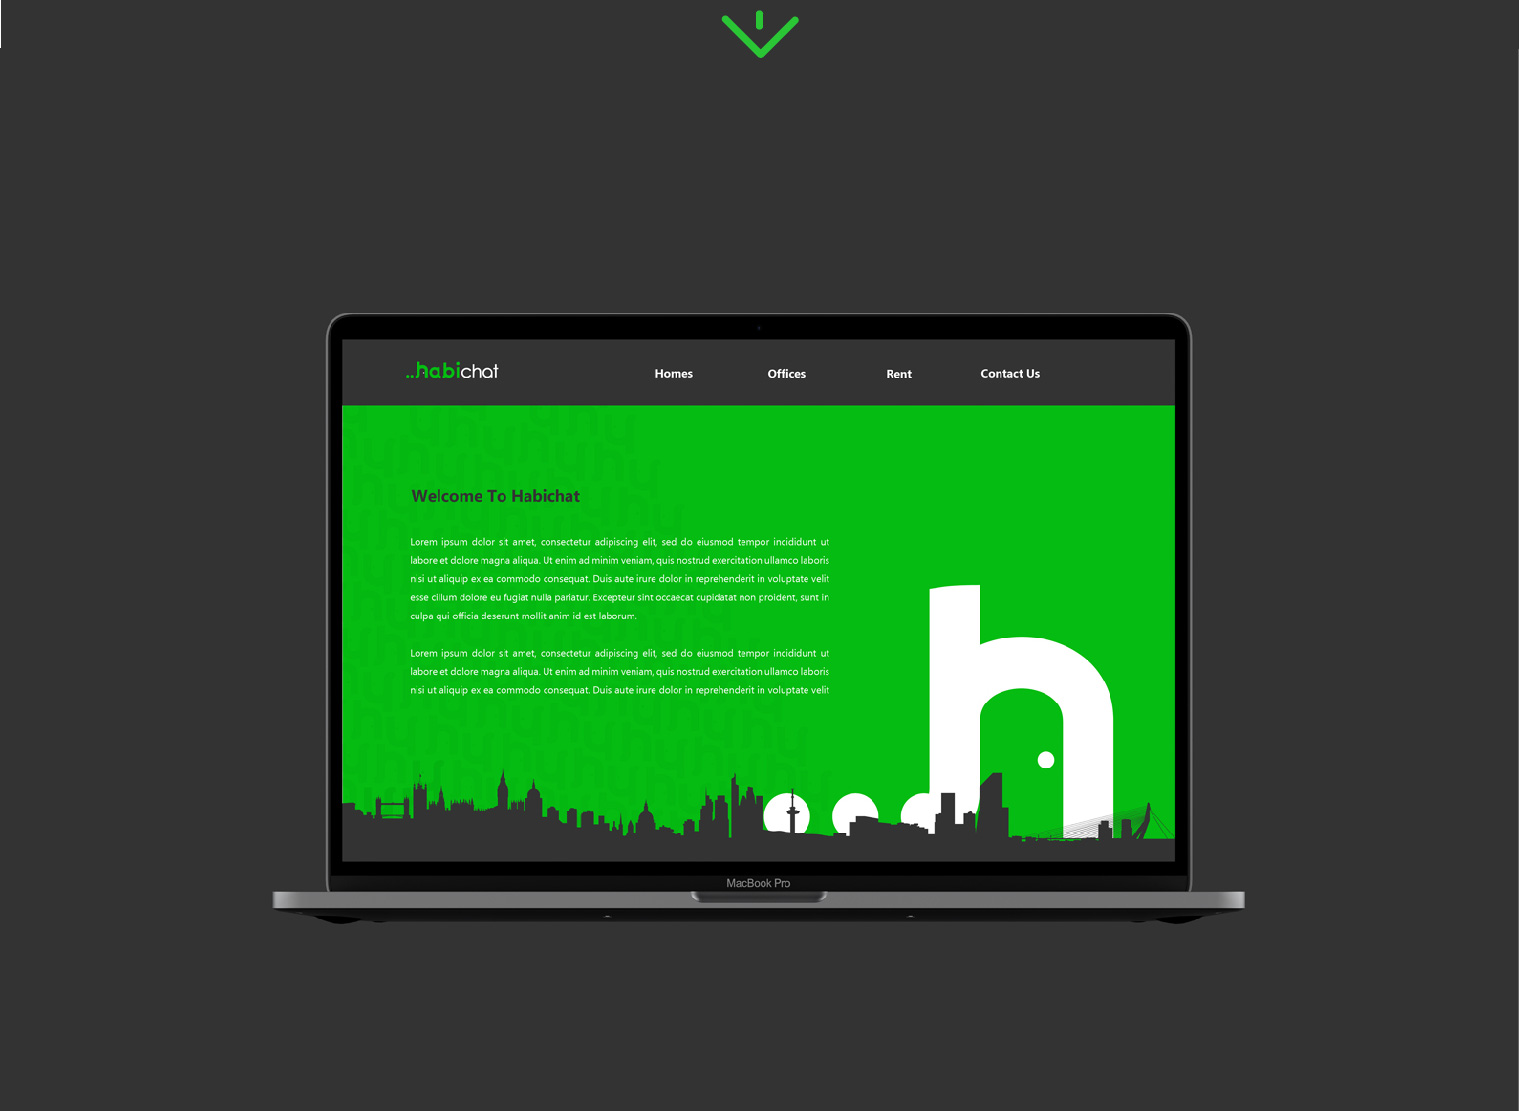 ..habichat
Homes Offices Rent Contact Us
Welcome To Habichat
Lorem ipsum dolor sit amet, consectetur adipiscing elit, sed do eiusmod tempor incididunt ut
labore et dolore magna aliqua. Ut enim ad minim veniam, quis nostrud exercitation ullamco laboris
nisi ut aliquip ex ea commodo consequat. Duis aute irure dolor in reprehenderit in voluptate velit
esse cillum dolore eu fugiat nulla pariatur. Excepteur sint occaecat cupidatat non proident, sunt in
culpa qui officia deserunt mollit anim id est laborum.
Lorem ipsum dolor sit amet, consectetur adipiscing elit, sed do eiusmod tempor incididunt ut
labore et dolore magna aliqua. Ut enim ad minim veniam, quis nostrud exercitation ullamco laboris
nisi ut aliquip ex ea commodo consequat. Duis aute irure dolor in reprehenderit in voluptate velit
...h
MacBook Pro